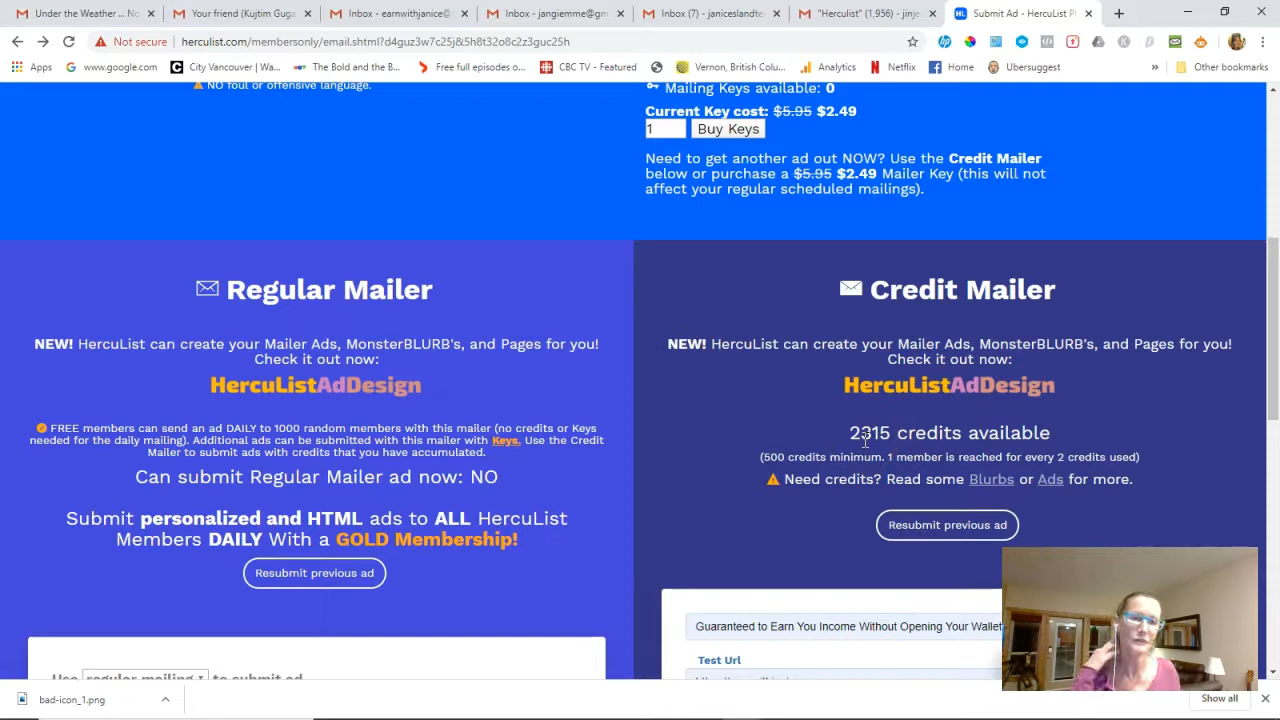 Under the Weather ... No
Your friend (Kujtim Guga
Inbox - earnwithjanice@
Inbox - jangiemme@gm
Inbox (7) - janiceslandter
"Herculist" (1,956) - jinje
Submit Ad - HercuList Pl
Not secure
herculist.com/membersonly/email.shtml?d4guz3w7c25j&5h8t32o8c2z3guc25h
Apps
www.google.com
City Vancouver | Wa...
The Bold and the B...
Free full episodes o...
CBC TV - Featured
Vernon, British Colu...
Analytics
Netflix
Home
Ubersuggest
»
Other bookmarks
NO foul or offensive language.
Mailing Keys available: 0
Current Key cost: $5.95 $2.49
1 Buy Keys
Need to get another ad out NOW? Use the Credit Mailer
below or purchase a $5.95 $2.49 Mailer Key (this will not
affect your regular scheduled mailings).
Regular Mailer
NEW! HercuList can create your Mailer Ads, MonsterBLURB's, and Pages for you!
Check it out now:
HercuListAdDesign
FREE members can send an ad DAILY to 1000 random members with this mailer (no credits or Keys
needed for the daily mailing). Additional ads can be submitted with this mailer with Keys. Use the Credit
Mailer to submit ads with credits that you have accumulated.
Can submit Regular Mailer ad now: NO
Submit personalized and HTML ads to ALL HercuList
Members DAILY With a GOLD Membership!
Resubmit previous ad
Use regular mailing to submit ad
Credit Mailer
NEW! HercuList can create your Mailer Ads, MonsterBLURB's, and Pages for you!
Check it out now:
HercuListAdDesign
2315 credits available
(500 credits minimum. 1 member is reached for every 2 credits used)
Need credits? Read some Blurbs or Ads for more.
Resubmit previous ad
Guaranteed to Earn You Income Without Opening Your Wallet
Test Url
bad-icon_1.png
Show all